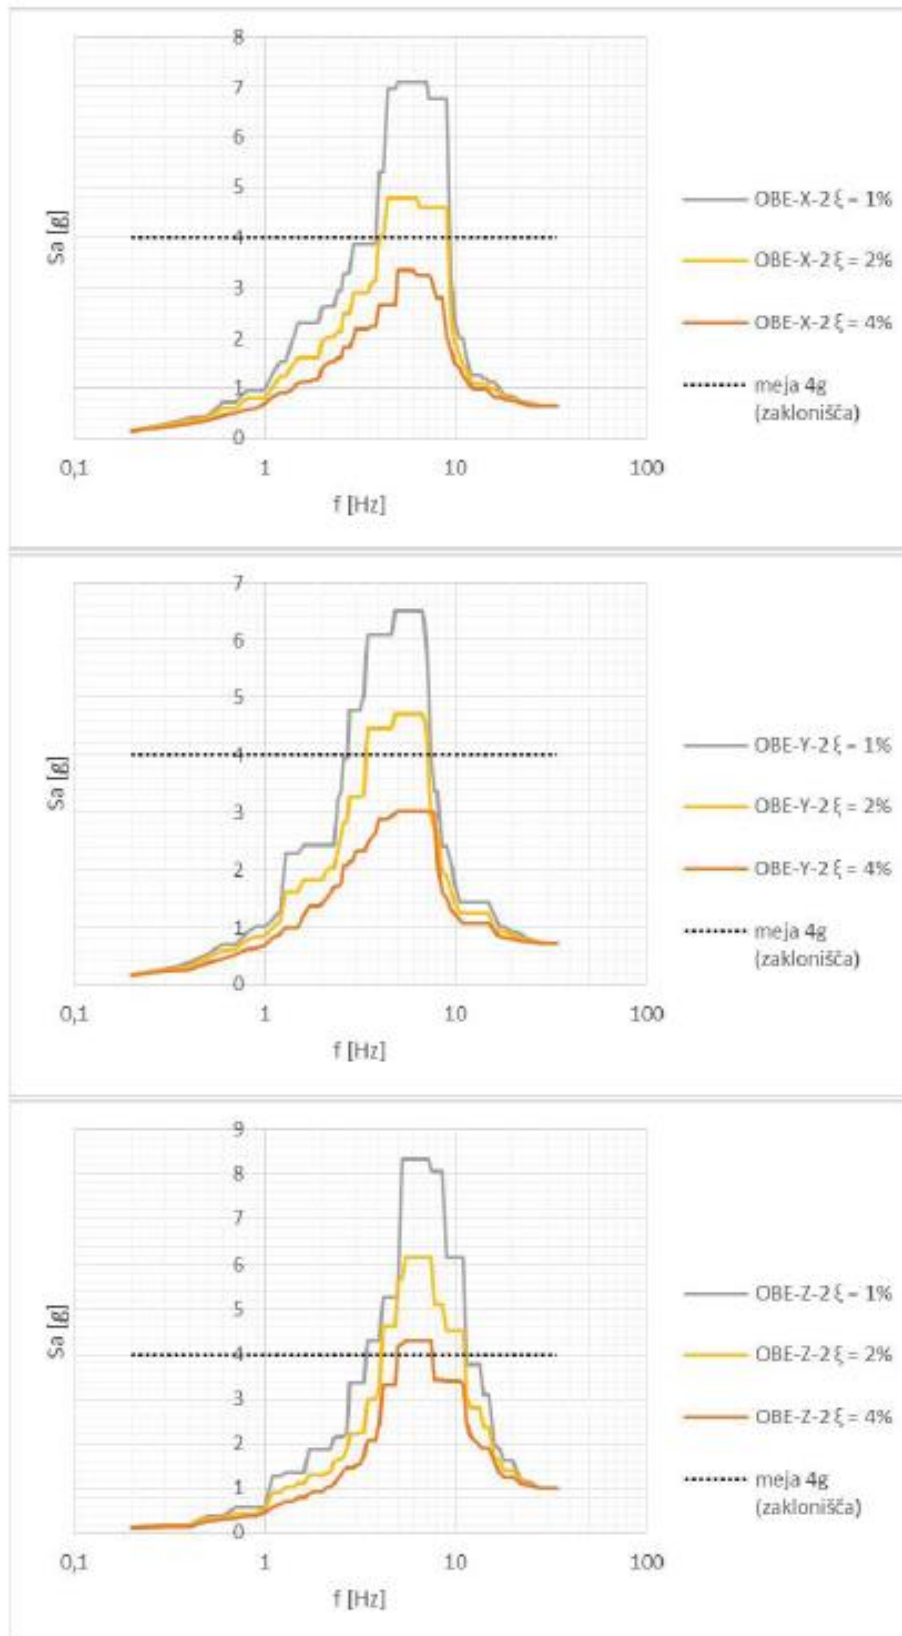 8
7
6
5
4
3
2
1
0
Sa [g]
0,1
1
10
100
f [Hz]
OBE-X-2 ξ = 1%
OBE-X-2 ξ = 2%
OBE-X-2 ξ = 4%
meja 4g
(zaklonišča)
7
6
5
4
3
2
1
0
Sa [g]
0,1
1
10
100
f [Hz]
OBE-Y-2 ξ = 1%
OBE-Y-2 ξ = 2%
OBE-Y-2 ξ = 4%
meja 4g
(zaklonišča)
9
8
7
6
5
4
3
2
1
0
Sa [g]
0,1
1
10
100
f [Hz]
OBE-Z-2 ξ = 1%
OBE-Z-2 ξ = 2%
OBE-Z-2 ξ = 4%
meja 4g
(zaklonišča)